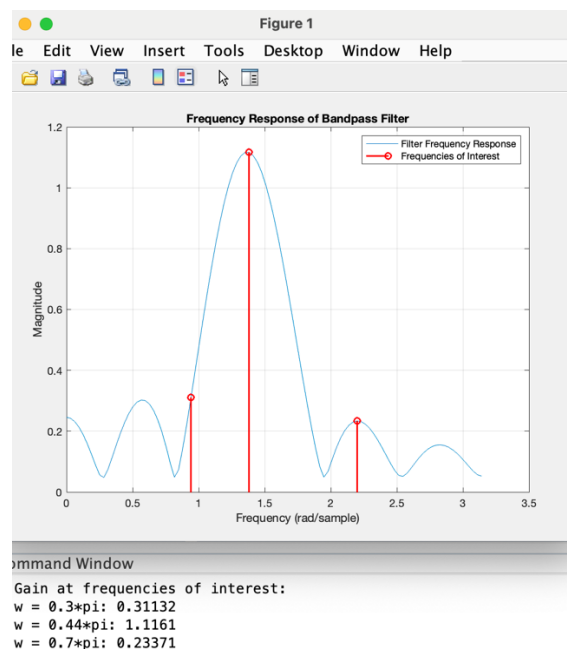 Figure 1
le Edit View Insert Tools Desktop Window Help
Frequency Response of Bandpass Filter
Filter Frequency Response
Frequencies of Interest
Magnitude
1.2
1
0.8
0.6
0.4
0.2
0
0 0.5 1 1.5 2 2.5 3 3.5
Frequency (rad/sample)
ommand Window
Gain at frequencies of interest:
w = 0.3*pi: 0.31132
w = 0.44*pi: 1.1161
w = 0.7*pi: 0.23371